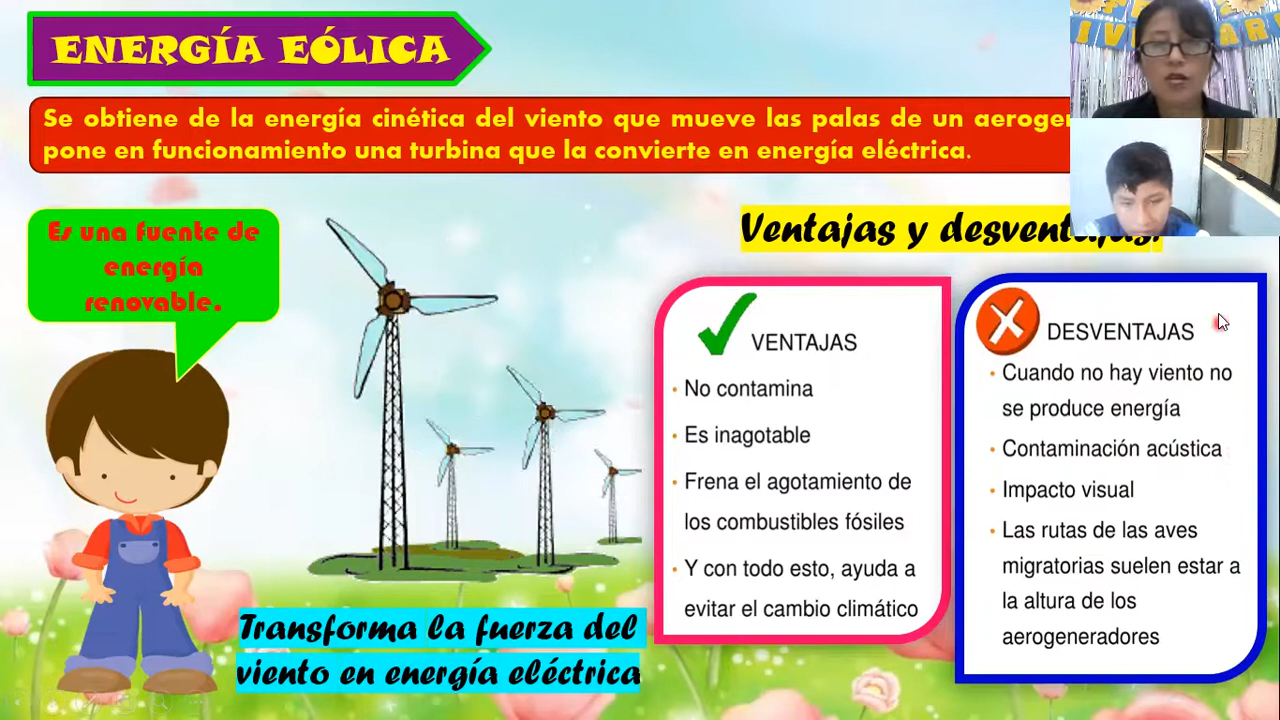 ENERGÍA EÓLICA
Se obtiene de la energía cinética del viento que mueve las palas de un
pone en funcionamiento una turbina que la convierte en energía eléctrica.
Es una fuente de
energía
renovable.
Ventajas y desventajas.
VENTAJAS
No contamina
Es inagotable
Frena el agotamiento de
los combustibles fósiles
Y con todo esto, ayuda a
evitar el cambio climático
DESVENTAJAS
Cuando no hay viento no
se produce energía
Contaminación acústica
Impacto visual
Las rutas de las aves
migratorias suelen estar a
la altura de los
aerogeneradores
Transforma la fuerza del
viento en energía eléctrica